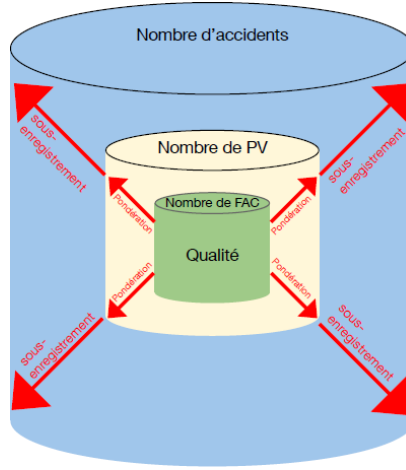 Nombre d'accidents
sous-
enregistrement
sous-
enregistrement
Nombre de PV
Pondération
Nombre de FAC
Pondération
Qualité
Pondération
Pondération
sous-
enregistrement
sous-
enregistrement